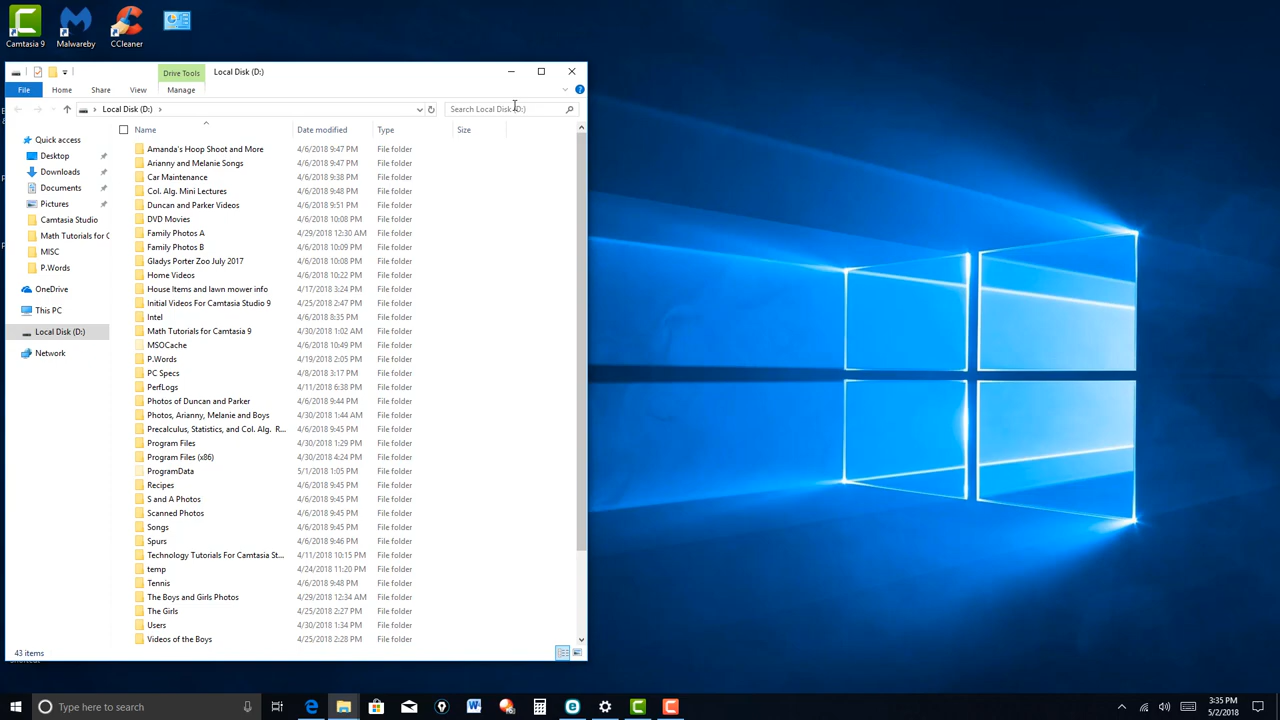 Camtasia 9
Malwareby
CCleaner
Drive Tools
Local Disk (D:)
File
Home
Share
View
Manage
Local Disk (D:)
Search Local Disk (D:)
Name
Date modified
Type
Size
Quick access
Desktop
Downloads
Documents
Pictures
Camtasia Studio
Math Tutorials for C
MISC
P.Words
OneDrive
This PC
Local Disk (D:)
Network
Amanda's Hoop Shoot and More 4/6/2018 9:47 PM File folder
Arianny and Melanie Songs 4/6/2018 9:47 PM File folder
Car Maintenance 4/6/2018 9:38 PM File folder
Col. Alg. Mini Lectures 4/6/2018 9:48 PM File folder
Duncan and Parker Videos 4/6/2018 9:51 PM File folder
DVD Movies 4/6/2018 10:08 PM File folder
Family Photos A 4/29/2018 12:30 AM File folder
Family Photos B 4/6/2018 10:09 PM File folder
Gladys Porter Zoo July 2017 4/6/2018 10:08 PM File folder
Home Videos 4/6/2018 10:22 PM File folder
House Items and lawn mower info 4/17/2018 3:24 PM File folder
Initial Videos For Camtasia Studio 9 4/25/2018 2:47 PM File folder
Intel 4/6/2018 8:35 PM File folder
Math Tutorials for Camtasia 9 4/30/2018 1:02 AM File folder
MSOCache 4/6/2018 10:49 PM File folder
P.Words 4/19/2018 2:05 PM File folder
PC Specs 4/8/2018 3:17 PM File folder
PerfLogs 4/11/2018 6:38 PM File folder
Photos of Duncan and Parker 4/6/2018 9:44 PM File folder
Photos, Arianny, Melanie and Boys 4/30/2018 1:44 AM File folder
Precalculus, Statistics, and Col. Alg. R... 4/6/2018 9:45 PM File folder
Program Files 4/30/2018 1:29 PM File folder
Program Files (x86) 4/30/2018 4:24 PM File folder
ProgramData 5/1/2018 1:05 PM File folder
Recipes 4/6/2018 9:45 PM File folder
S and A Photos 4/6/2018 9:45 PM File folder
Scanned Photos 4/6/2018 9:45 PM File folder
Songs 4/6/2018 9:45 PM File folder
Spurs 4/6/2018 9:46 PM File folder
Technology Tutorials For Camtasia St... 4/11/2018 10:15 PM File folder
temp 4/24/2018 11:20 PM File folder
Tennis 4/6/2018 9:48 PM File folder
The Boys and Girls Photos 4/29/2018 12:34 AM File folder
The Girls 4/25/2018 2:27 PM File folder
Users 4/30/2018 1:34 PM File folder
Videos of the Boys 4/25/2018 2:28 PM File folder
43 items
Type here to search
3:35 PM
5/2/2018